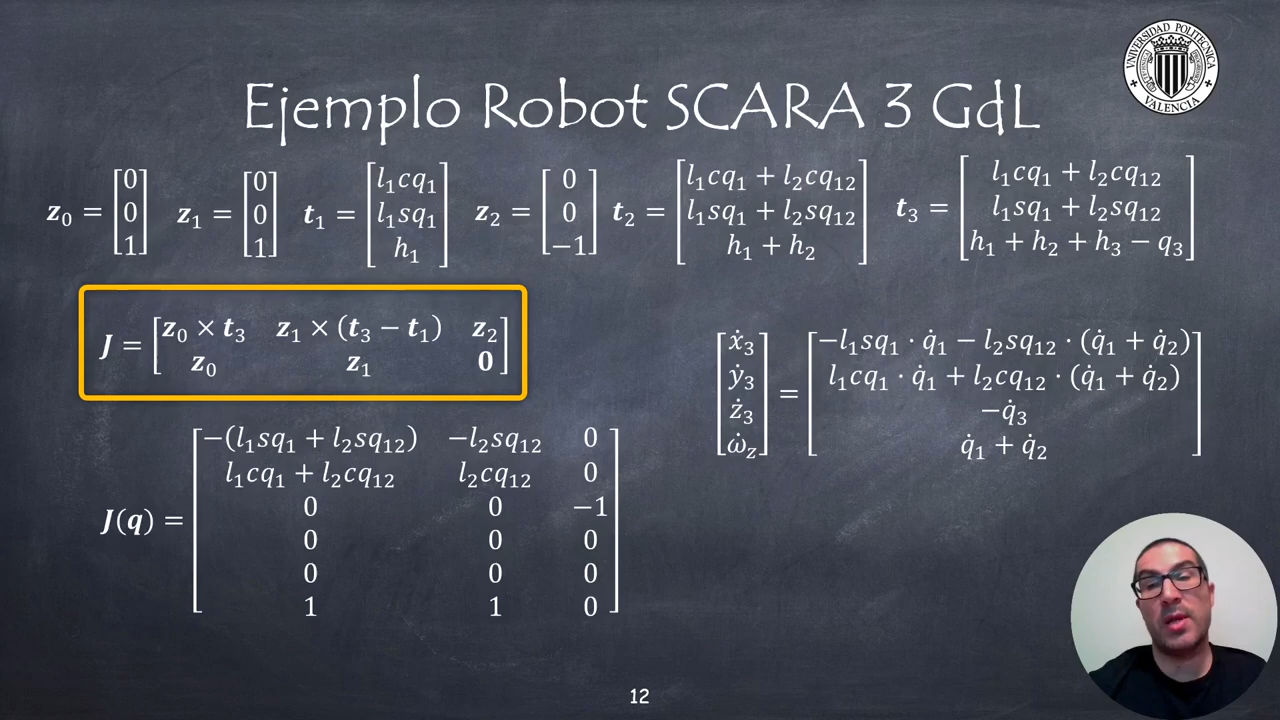 UNIVERSIDAD POLITECNICA
VALENCIA
Ejemplo Robot SCARA 3 GdL
𝒛₀ = [0; 0; 1] 𝒛₁ = [0; 0; 1] 𝒕₁ = [l₁cq₁; l₁sq₁; h₁] 𝒛₂ = [0; 0; −1] 𝒕₂ = [l₁cq₁ + l₂cq₁₂; l₁sq₁ + l₂sq₁₂; h₁ + h₂] 𝒕₃ = [l₁cq₁ + l₂cq₁₂; l₁sq₁ + l₂sq₁₂; h₁ + h₂ + h₃ − q₃]
𝑱 = [𝒛₀ × 𝒕₃ 𝒛₁ × (𝒕₃ − 𝒕₁) 𝒛₂; 𝒛₀ 𝒛₁ 𝟎]
[ẋ₃; ẏ₃; ż₃; ω̇_z] = [−l₁sq₁ · q̇₁ − l₂sq₁₂ · (q̇₁ + q̇₂); l₁cq₁ · q̇₁ + l₂cq₁₂ · (q̇₁ + q̇₂); −q̇₃; q̇₁ + q̇₂]
𝑱(𝒒) = [−(l₁sq₁ + l₂sq₁₂) −l₂sq₁₂ 0; l₁cq₁ + l₂cq₁₂ l₂cq₁₂ 0; 0 0 −1; 0 0 0; 0 0 0; 1 1 0]
12